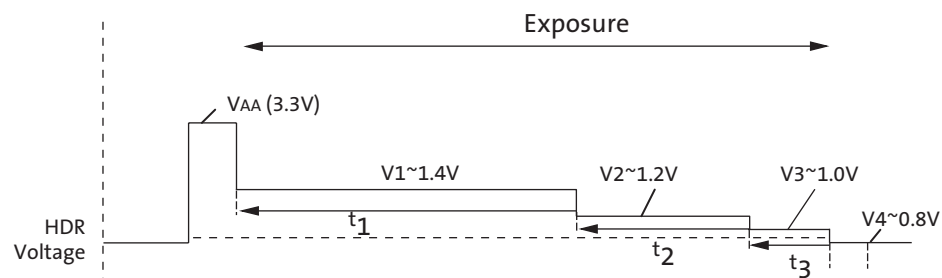 Exposure
VAA (3.3V)
V1~1.4V
V2~1.2V
V3~1.0V
V4~0.8V
HDR
Voltage
t1
t2
t3